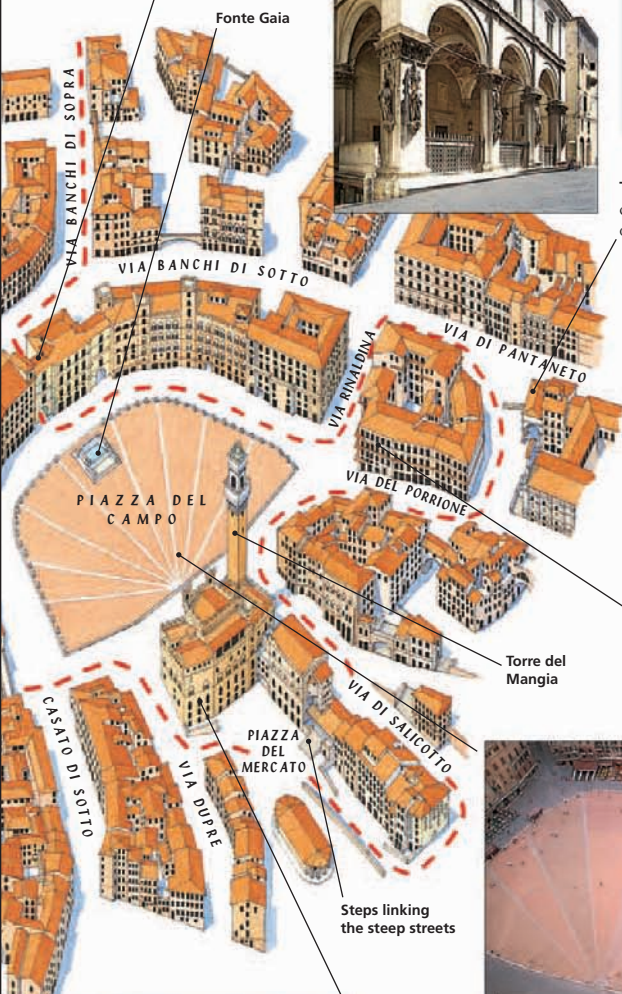 Fonte Gaia
VIA BANCHI DI SOPRA
VIA BANCHI DI SOTTO
VIA DI PANTANETO
VIA RINALDINA
VIA DEL PORRIONE
PIAZZA DEL
CAMPO
Torre del
Mangia
VIA DI SALICOTTO
PIAZZA
DEL
MERCATO
CASATO DI SOTTO
VIA DUPRE
Steps linking
the steep streets